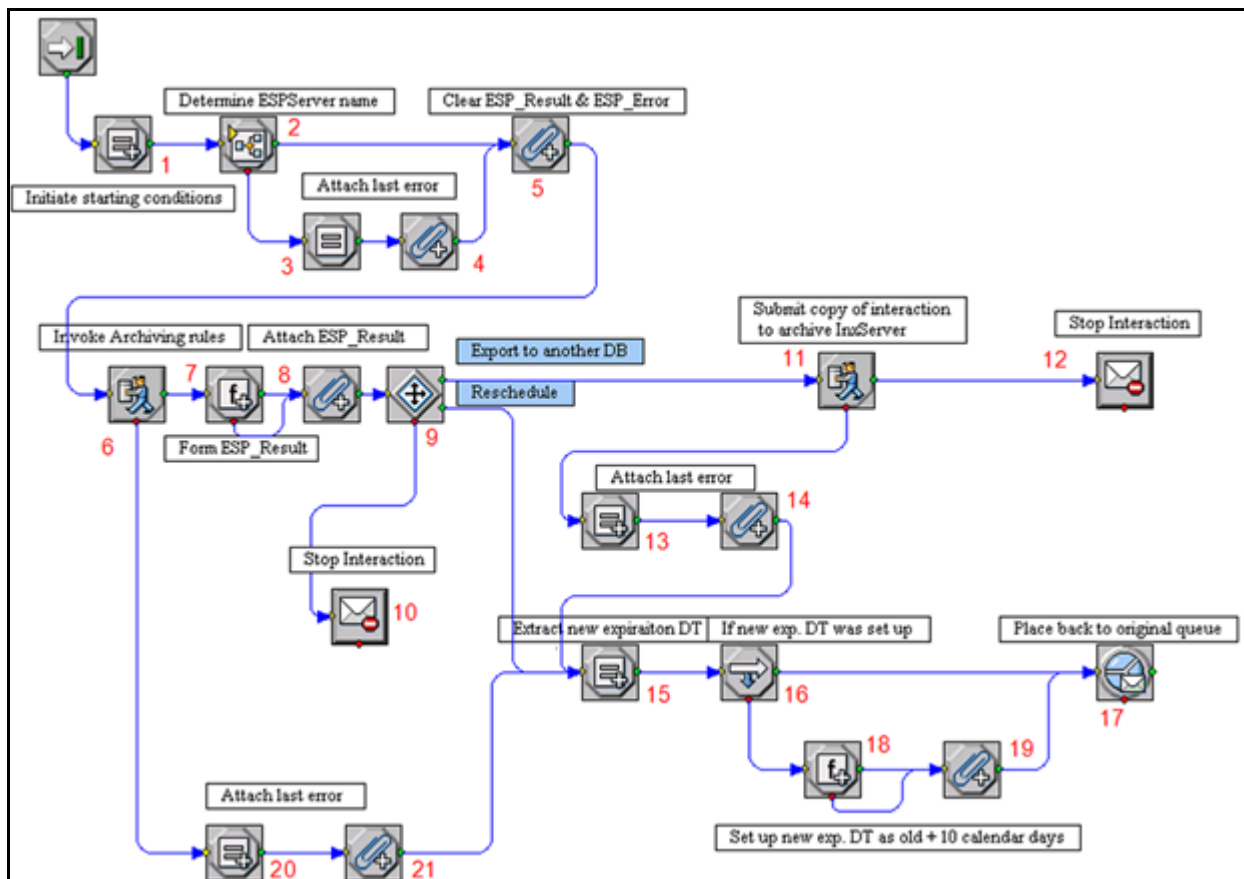 Determine ESPServer name
Clear ESP_Result & ESP_Error
2
1
Initiate starting conditions
Attach last error
5
3
4
Invoke Archiving rules
Attach ESP_Result
Export to another DB
Reschedule
Submit copy of interaction
to archive InxServer
Stop Interaction
7
8
11
12
6
Form ESP_Result
9
Attach last error
14
13
Stop Interaction
10
Extract new expiraiton DT
If new exp. DT was set up
Place back to original queue
15
16
17
18
19
Attach last error
Set up new exp. DT as old + 10 calendar days
20
21